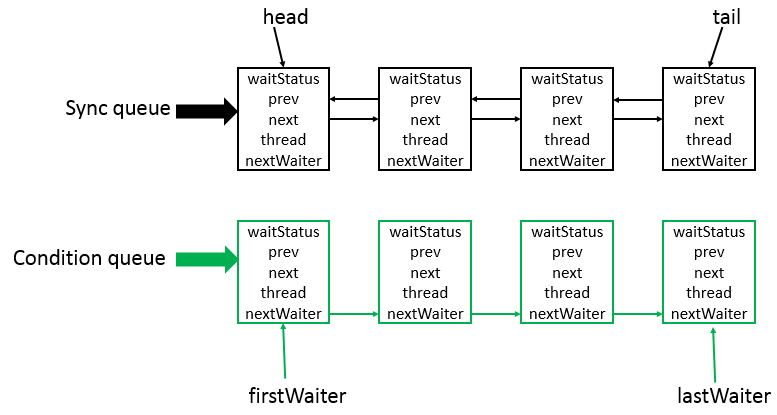 head
tail
Sync queue
waitStatus
prev
next
thread
nextWaiter
waitStatus
prev
next
thread
nextWaiter
waitStatus
prev
next
thread
nextWaiter
waitStatus
prev
next
thread
nextWaiter
Condition queue
waitStatus
prev
next
thread
nextWaiter
waitStatus
prev
next
thread
nextWaiter
waitStatus
prev
next
thread
nextWaiter
waitStatus
prev
next
thread
nextWaiter
firstWaiter
lastWaiter